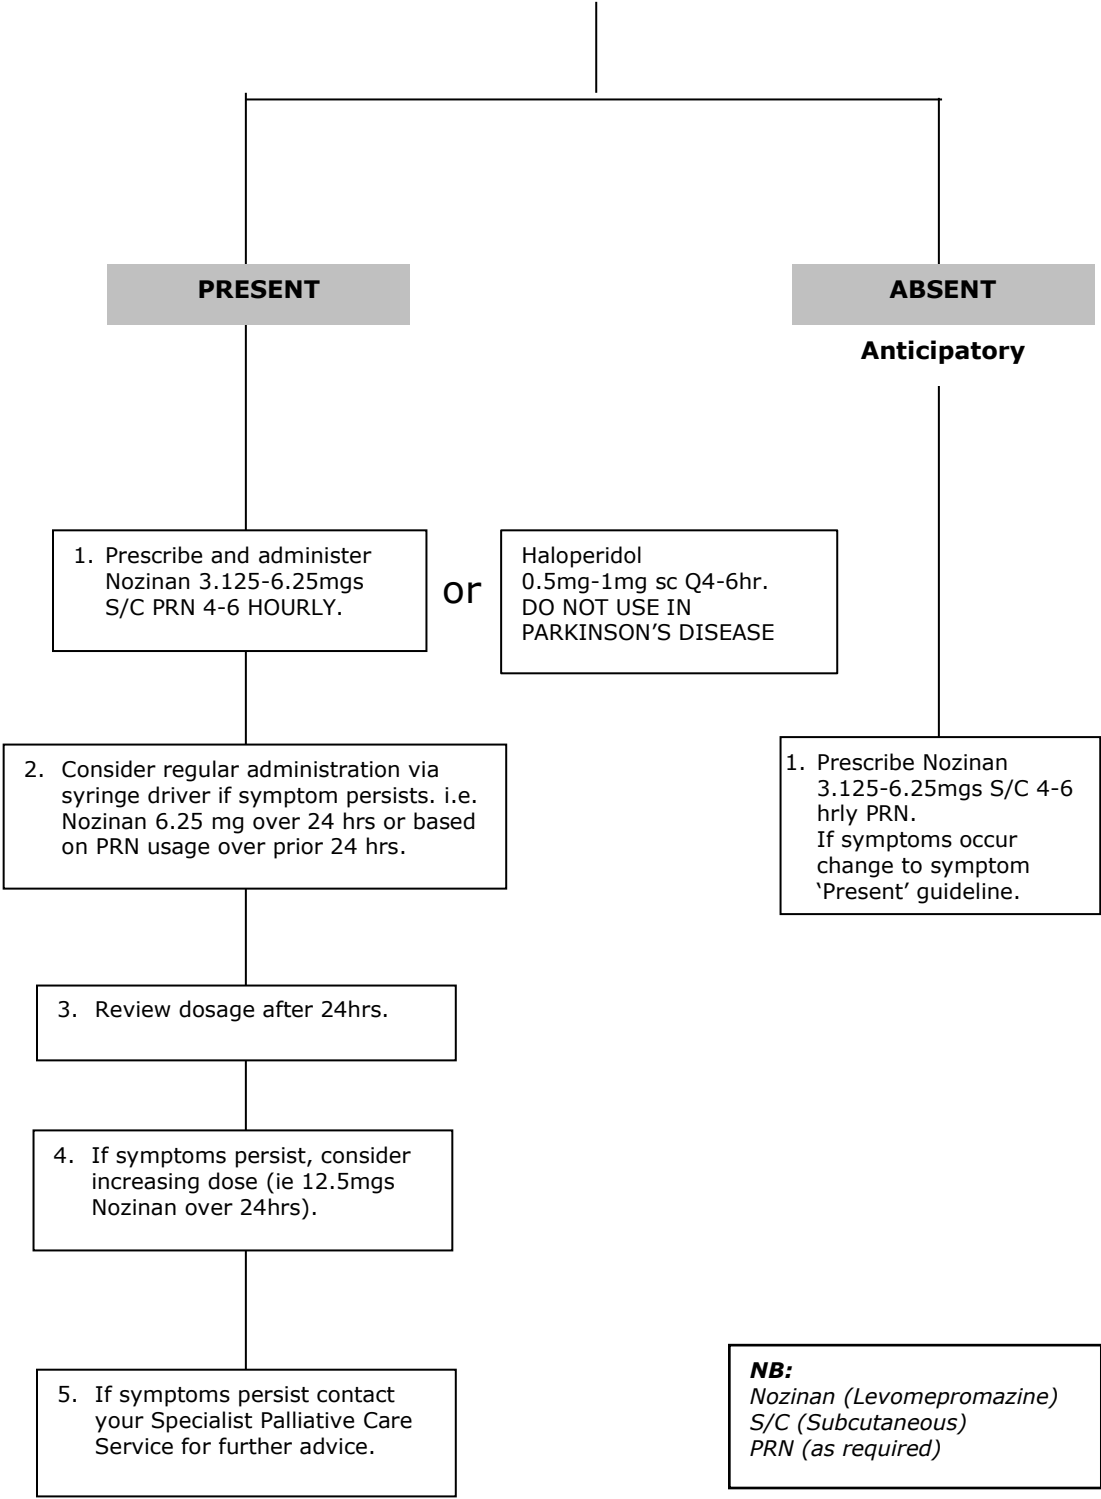 PRESENT
ABSENT
Anticipatory
1. Prescribe and administer
Nozinan 3.125-6.25mgs
S/C PRN 4-6 HOURLY.
or
Haloperidol
0.5mg-1mg sc Q4-6hr.
DO NOT USE IN
PARKINSON'S DISEASE
2. Consider regular administration via
syringe driver if symptom persists. i.e.
Nozinan 6.25 mg over 24 hrs or based
on PRN usage over prior 24 hrs.
1. Prescribe Nozinan
3.125-6.25mgs S/C 4-6
hrly PRN.
If symptoms occur
change to symptom
‘Present’ guideline.
3. Review dosage after 24hrs.
4. If symptoms persist, consider
increasing dose (ie 12.5mgs
Nozinan over 24hrs).
5. If symptoms persist contact
your Specialist Palliative Care
Service for further advice.
NB:
Nozinan (Levomepromazine)
S/C (Subcutaneous)
PRN (as required)